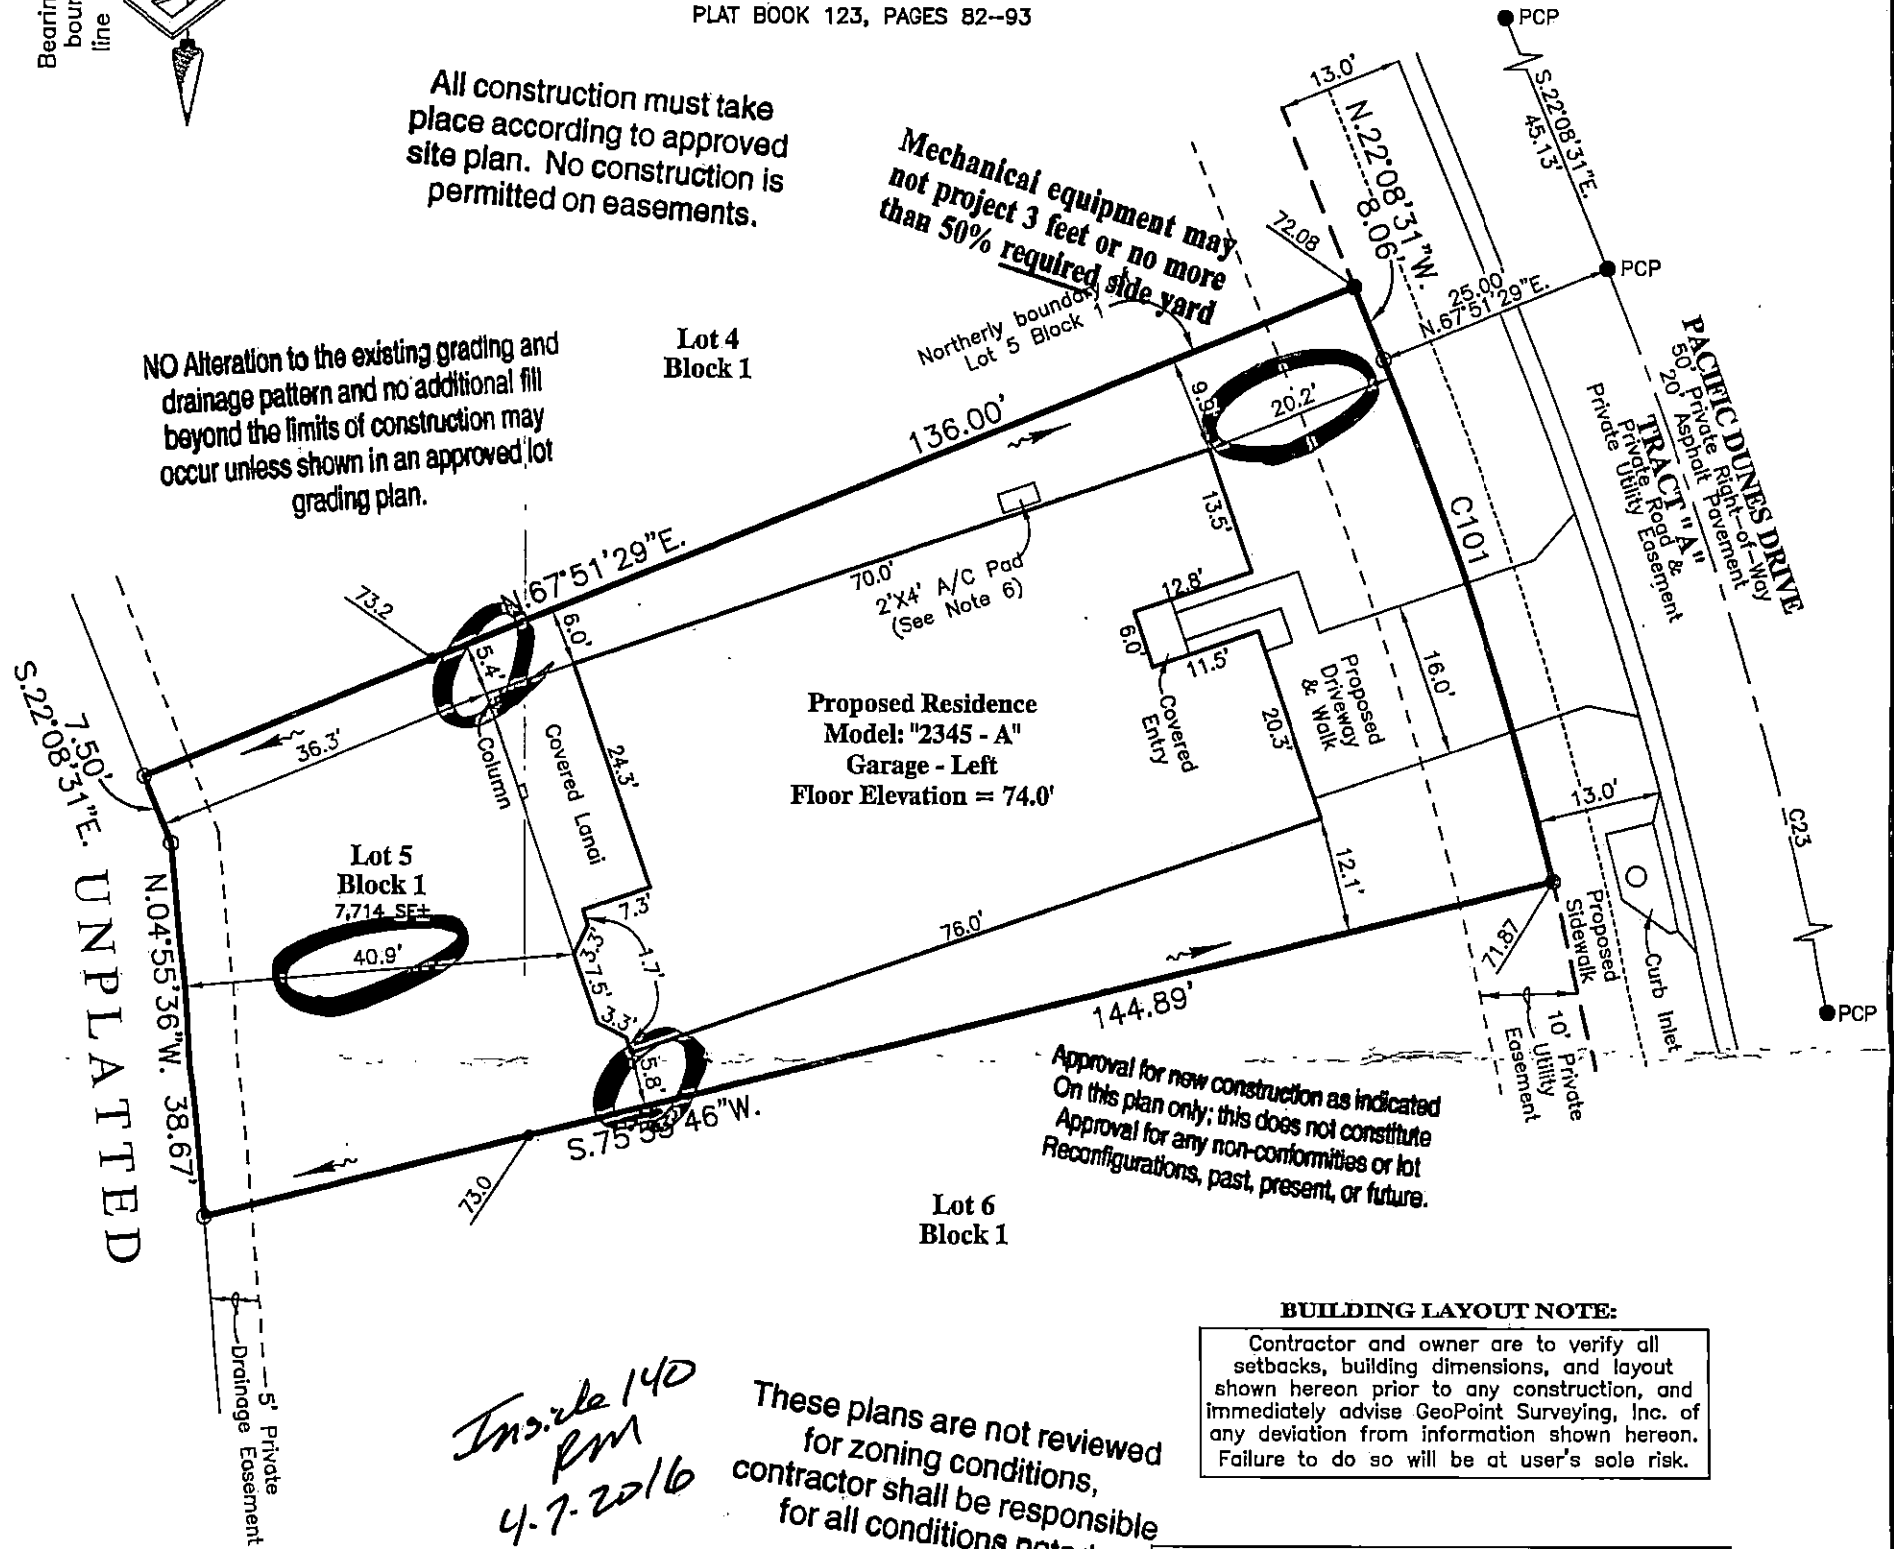 Bearin
bour
line
PLAT BOOK 123, PAGES 82--93
All construction must take
place according to approved
site plan. No construction is
permitted on easements.
Mechanical equipment may
not project 3 feet or no more
than 50% required side yard
Northerly boundary
Lot 5 Block 1
NO Alteration to the existing grading and
drainage pattern and no additional fill
beyond the limits of construction may
occur unless shown in an approved lot
grading plan.
Lot 4
Block 1
PCP
S.22°08'31"E.
45.13'
13.0'
N.22°08'31"W.
8.06'
72.08
PCP
25.00'
N.67°51'29"E.
PACIFIC DUNES DRIVE
50' Private Right-of-Way
20' Asphalt Pavement
TRACT "A"
Private Road &
Private Utility Easement
136.00'
N.67°51'29"E.
9.9'
20.2'
13.5'
C101
70.0'
2'X4' A/C Pad
(See Note 6)
12.8'
6.0'
11.5'
Covered
Entry
20.3'
Proposed
Driveway
& Walk
16.0'
73.2
6.0'
5.4'
36.3'
Column
Covered Lanai
24.3'
Proposed Residence
Model: "2345 - A"
Garage - Left
Floor Elevation = 74.0'
7.50'
S.22°08'31"E.
UNPLATTED
N.04°55'36"W. 38.67'
Lot 5
Block 1
7,714 SF±
40.9'
7.3'
3.3'
1.7'
7.5'
3.3'
5.8'
76.0'
12.1'
13.0'
C23
71.87
Proposed
Sidewalk
Curb Inlet
PCP
10' Private
Utility
Easement
144.89'
S.75°53'46"W.
73.0
Approval for new construction as indicated
On this plan only; this does not constitute
Approval for any non-conformities or lot
Reconfigurations, past, present, or future.
Lot 6
Block 1
5' Private
Drainage Easement
Inside 140
RM
4-7-2016
These plans are not reviewed
for zoning conditions,
contractor shall be responsible
for all conditions
BUILDING LAYOUT NOTE:
Contractor and owner are to verify all
setbacks, building dimensions, and layout
shown hereon prior to any construction, and
immediately advise GeoPoint Surveying, Inc. of
any deviation from information shown hereon.
Failure to do so will be at user's sole risk.